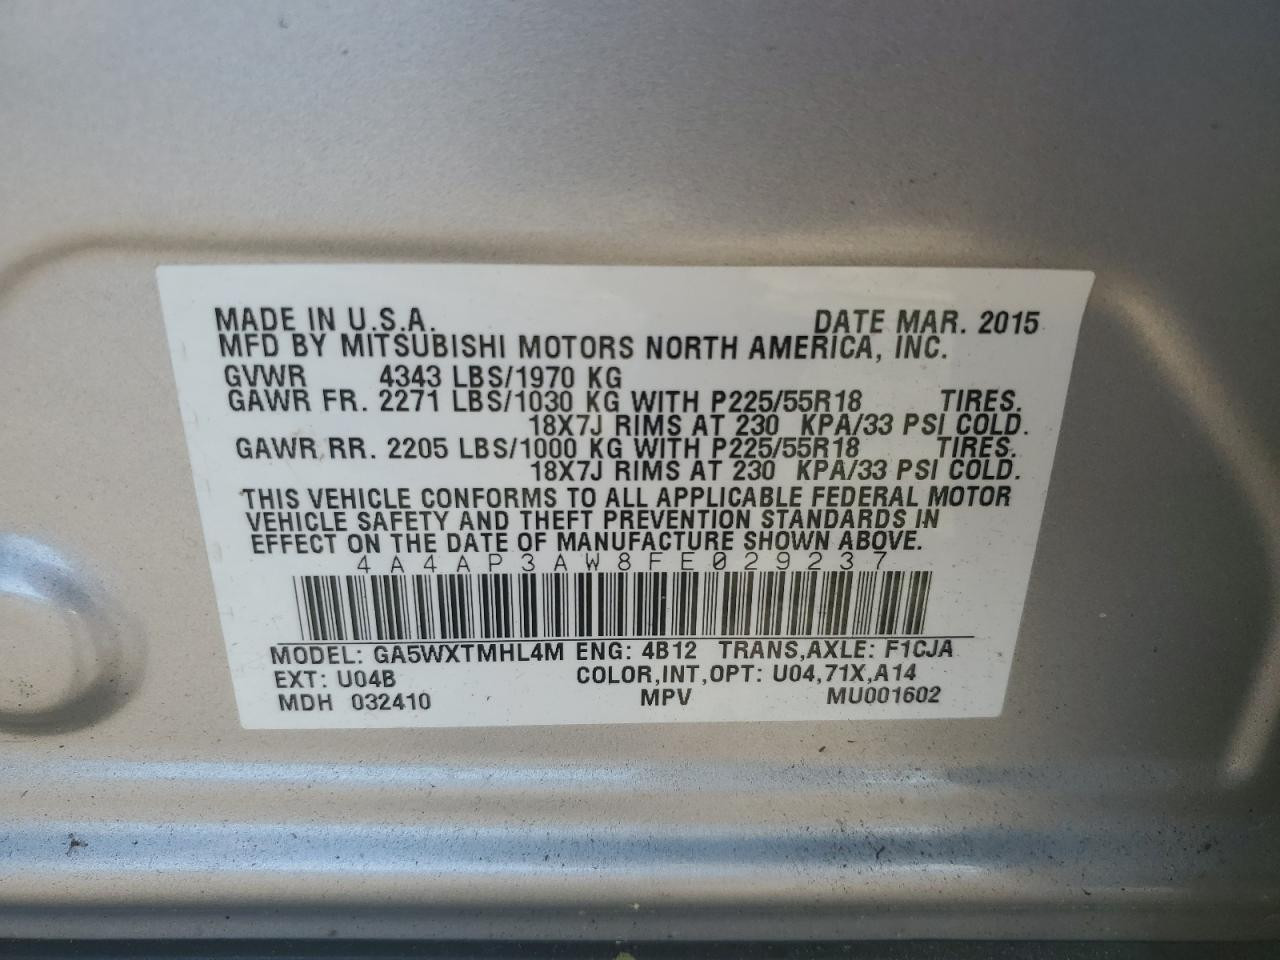 MADE IN U.S.A. DATE MAR. 2015
MFD BY MITSUBISHI MOTORS NORTH AMERICA, INC.
GVWR 4343 LBS/1970 KG
GAWR FR. 2271 LBS/1030 KG WITH P225/55R18 TIRES.
18X7J RIMS AT 230 KPA/33 PSI COLD.
GAWR RR. 2205 LBS/1000 KG WITH P225/55R18 TIRES.
18X7J RIMS AT 230 KPA/33 PSI COLD.
THIS VEHICLE CONFORMS TO ALL APPLICABLE FEDERAL MOTOR
VEHICLE SAFETY AND THEFT PREVENTION STANDARDS IN
EFFECT ON THE DATE OF MANUFACTURE SHOWN ABOVE.
4A4AP3AW8FE029237
MODEL: GA5WXTMHL4M ENG: 4B12 TRANS,AXLE: F1CJA
EXT: U04B COLOR,INT,OPT: U04,71X,A14
MDH 032410 MPV MU001602